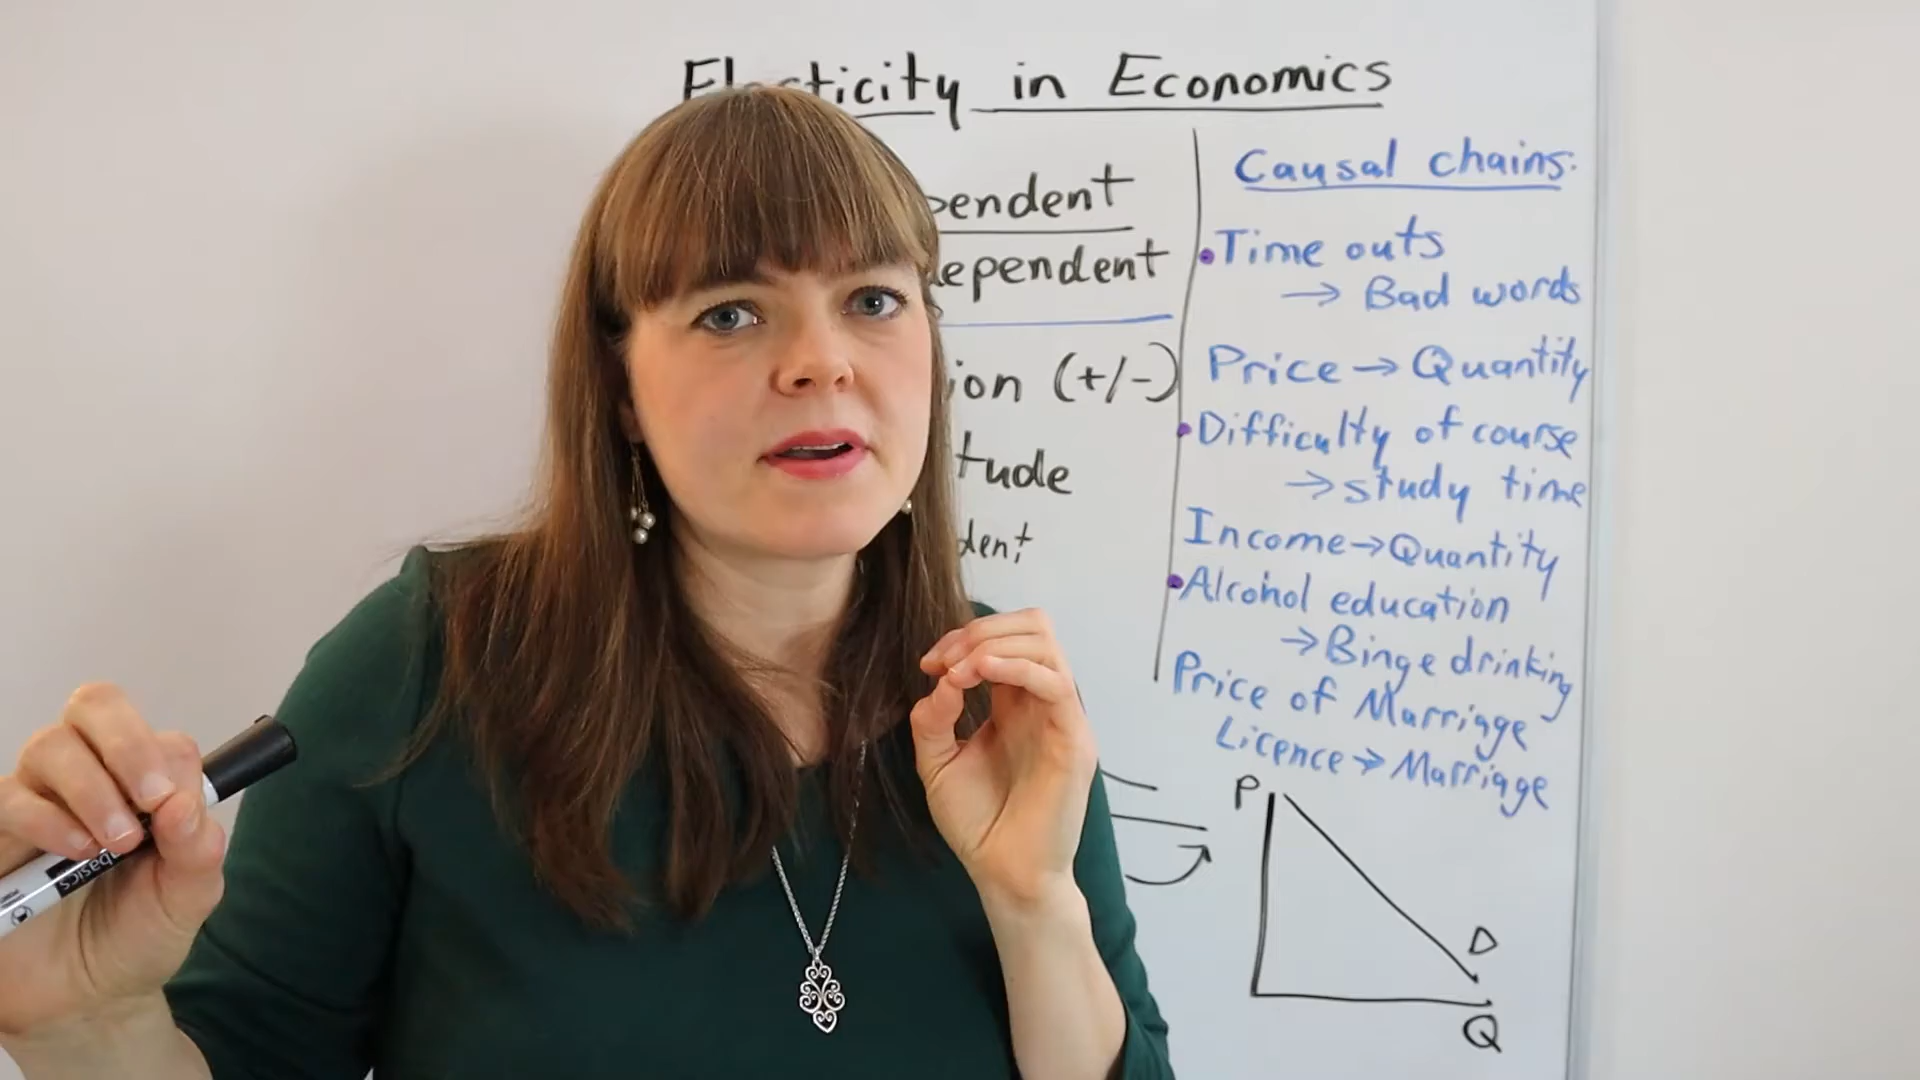 Elasticity in Economics
pendent
dependent
ion (+/-)
tude
dent
Causal chains:
• Time outs
→ Bad words
Price → Quantity
• Difficulty of course
→ study time
Income → Quantity
• Alcohol education
→ Binge drinking
Price of Marriage
Licence → Marriage
P
D
Q
basics